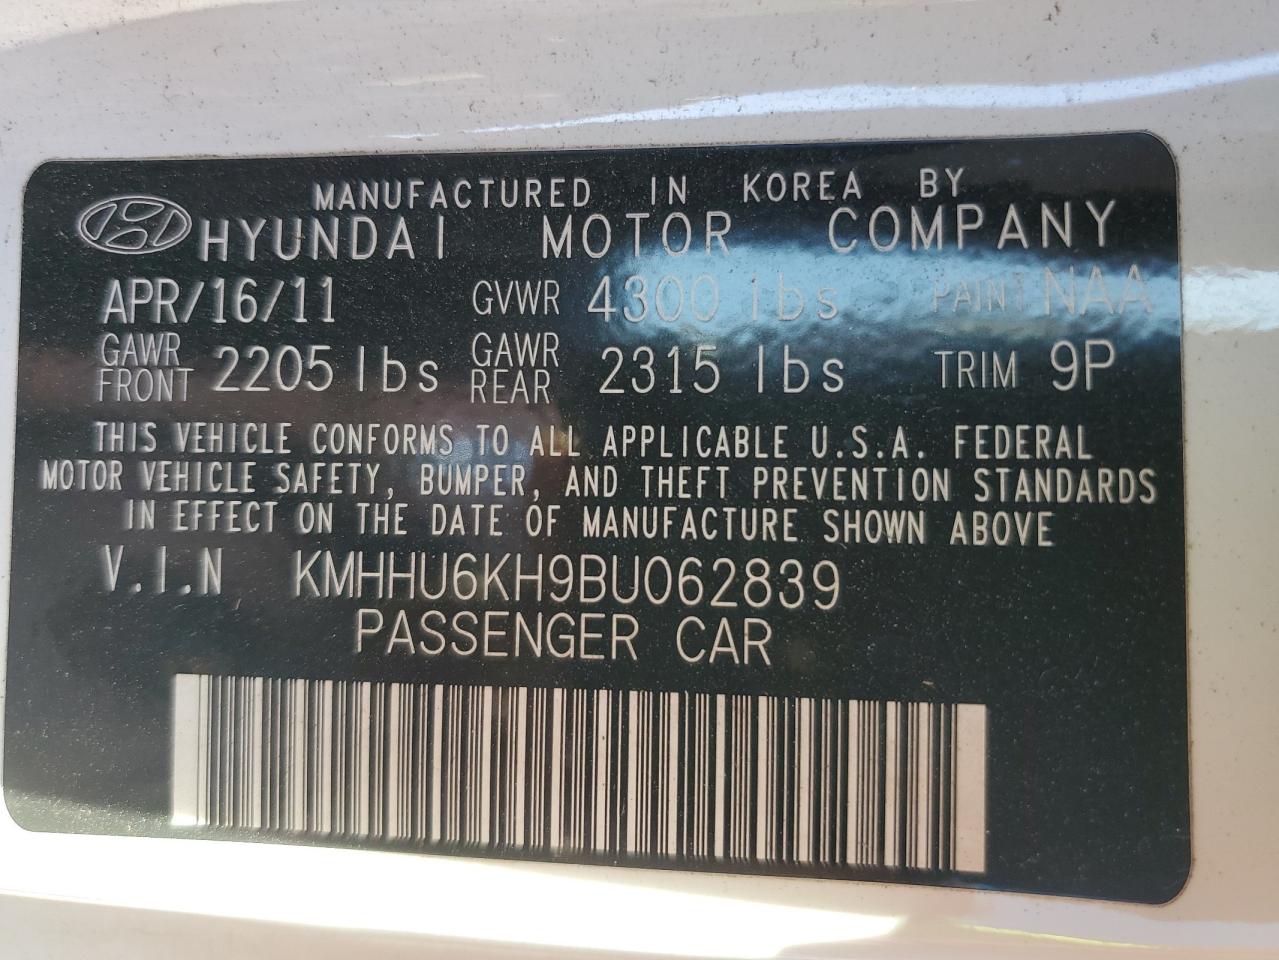 MANUFACTURED IN KOREA BY
HYUNDAI MOTOR COMPANY
APR/16/11 GVWR 4300 lbs PAINT NAA
GAWR FRONT 2205 lbs GAWR REAR 2315 lbs TRIM 9P
THIS VEHICLE CONFORMS TO ALL APPLICABLE U.S.A. FEDERAL
MOTOR VEHICLE SAFETY, BUMPER, AND THEFT PREVENTION STANDARDS
IN EFFECT ON THE DATE OF MANUFACTURE SHOWN ABOVE
V.I.N KMHHU6KH9BU062839
PASSENGER CAR